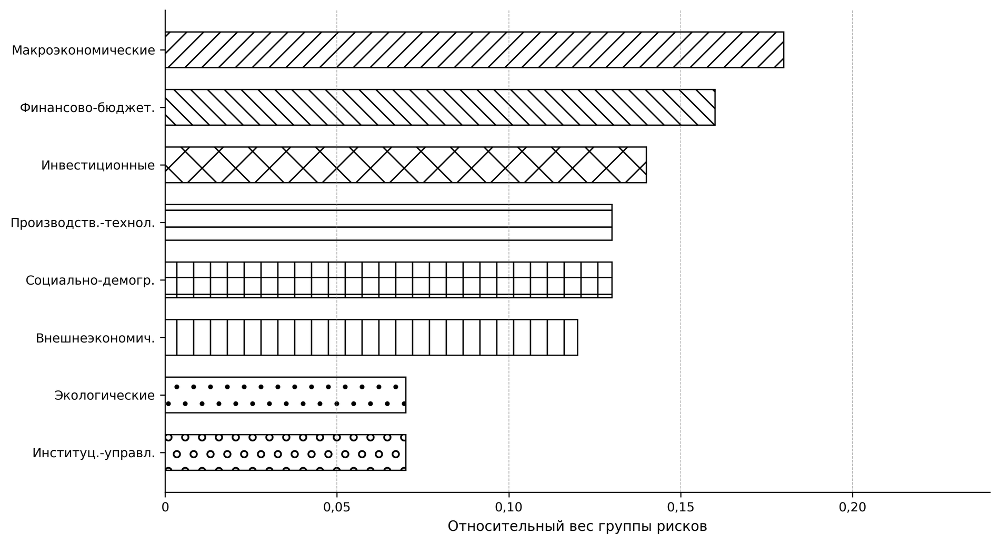 Макроэкономические
Финансово-бюджет.
Инвестиционные
Производств.-технол.
Социально-демогр.
Внешнеэкономич.
Экологические
Институц.-управл.
0 0,05 0,10 0,15 0,20
Относительный вес группы рисков